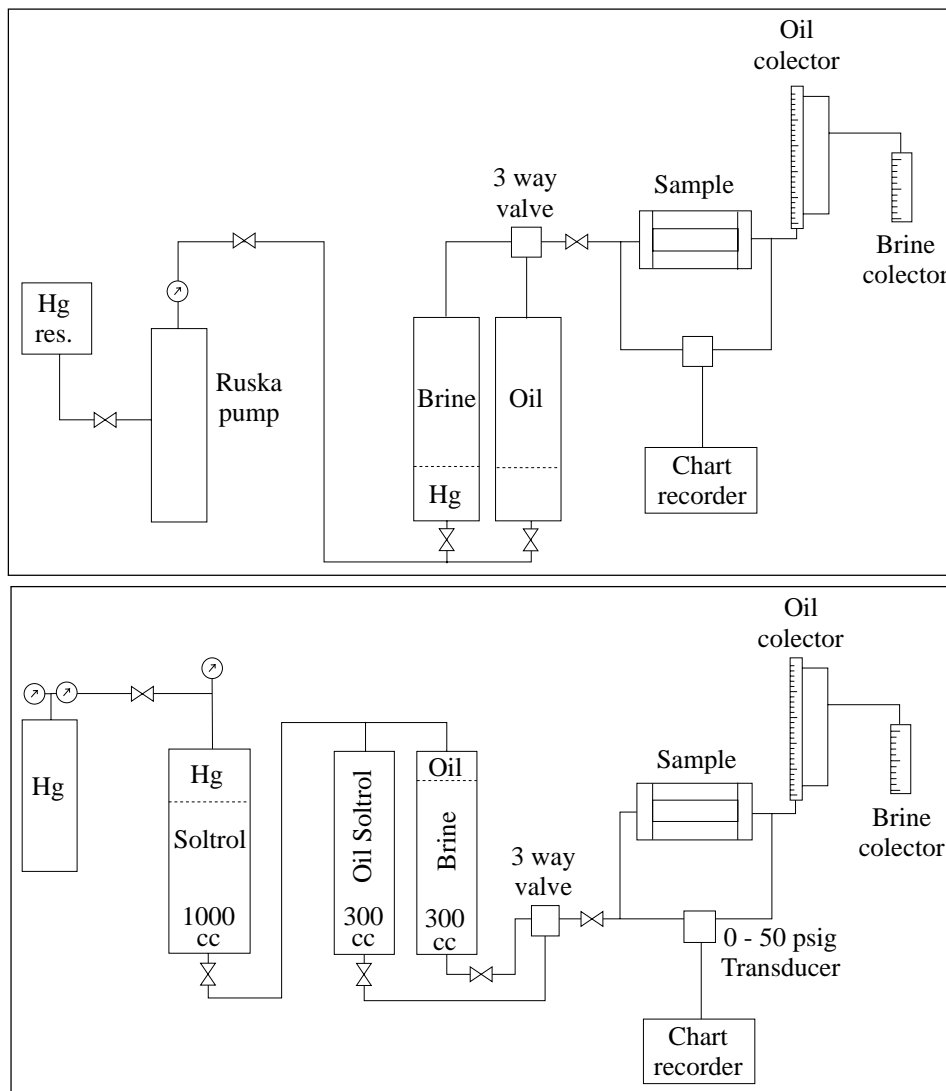 Oil
colector
3 way
valve
Sample
Brine
colector
Hg
res.
Ruska
pump
Brine
Oil
Hg
Chart
recorder
Oil
colector
Hg
Hg
Soltrol
1000
cc
Oil Soltrol
300
cc
Oil
Brine
300
cc
3 way
valve
Sample
Brine
colector
0 - 50 psig
Transducer
Chart
recorder